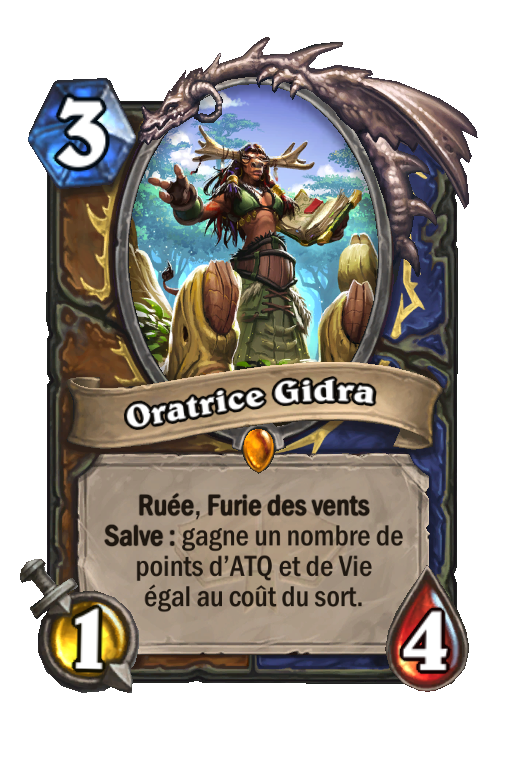 3
Oratrice Gidra
Ruée, Furie des vents
Salve : gagne un nombre de
points d'ATQ et de Vie
égal au coût du sort.
1
4